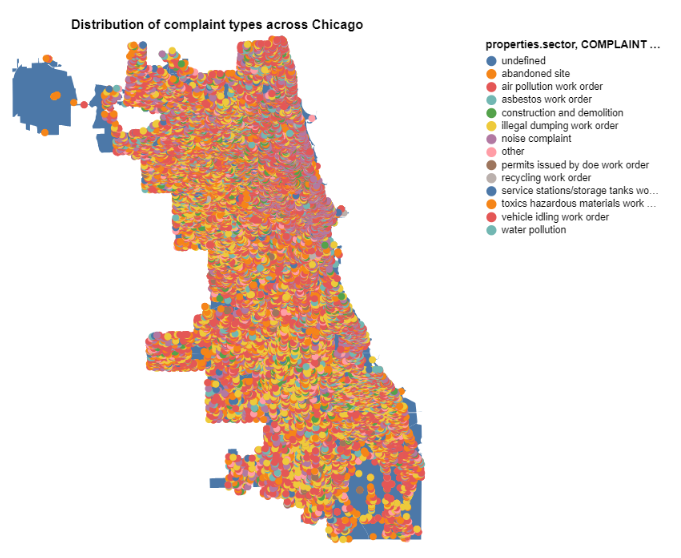 Distribution of complaint types across Chicago
properties.sector, COMPLAINT …
undefined
abandoned site
air pollution work order
asbestos work order
construction and demolition
illegal dumping work order
noise complaint
other
permits issued by doe work order
recycling work order
service stations/storage tanks wo…
toxics hazardous materials work …
vehicle idling work order
water pollution